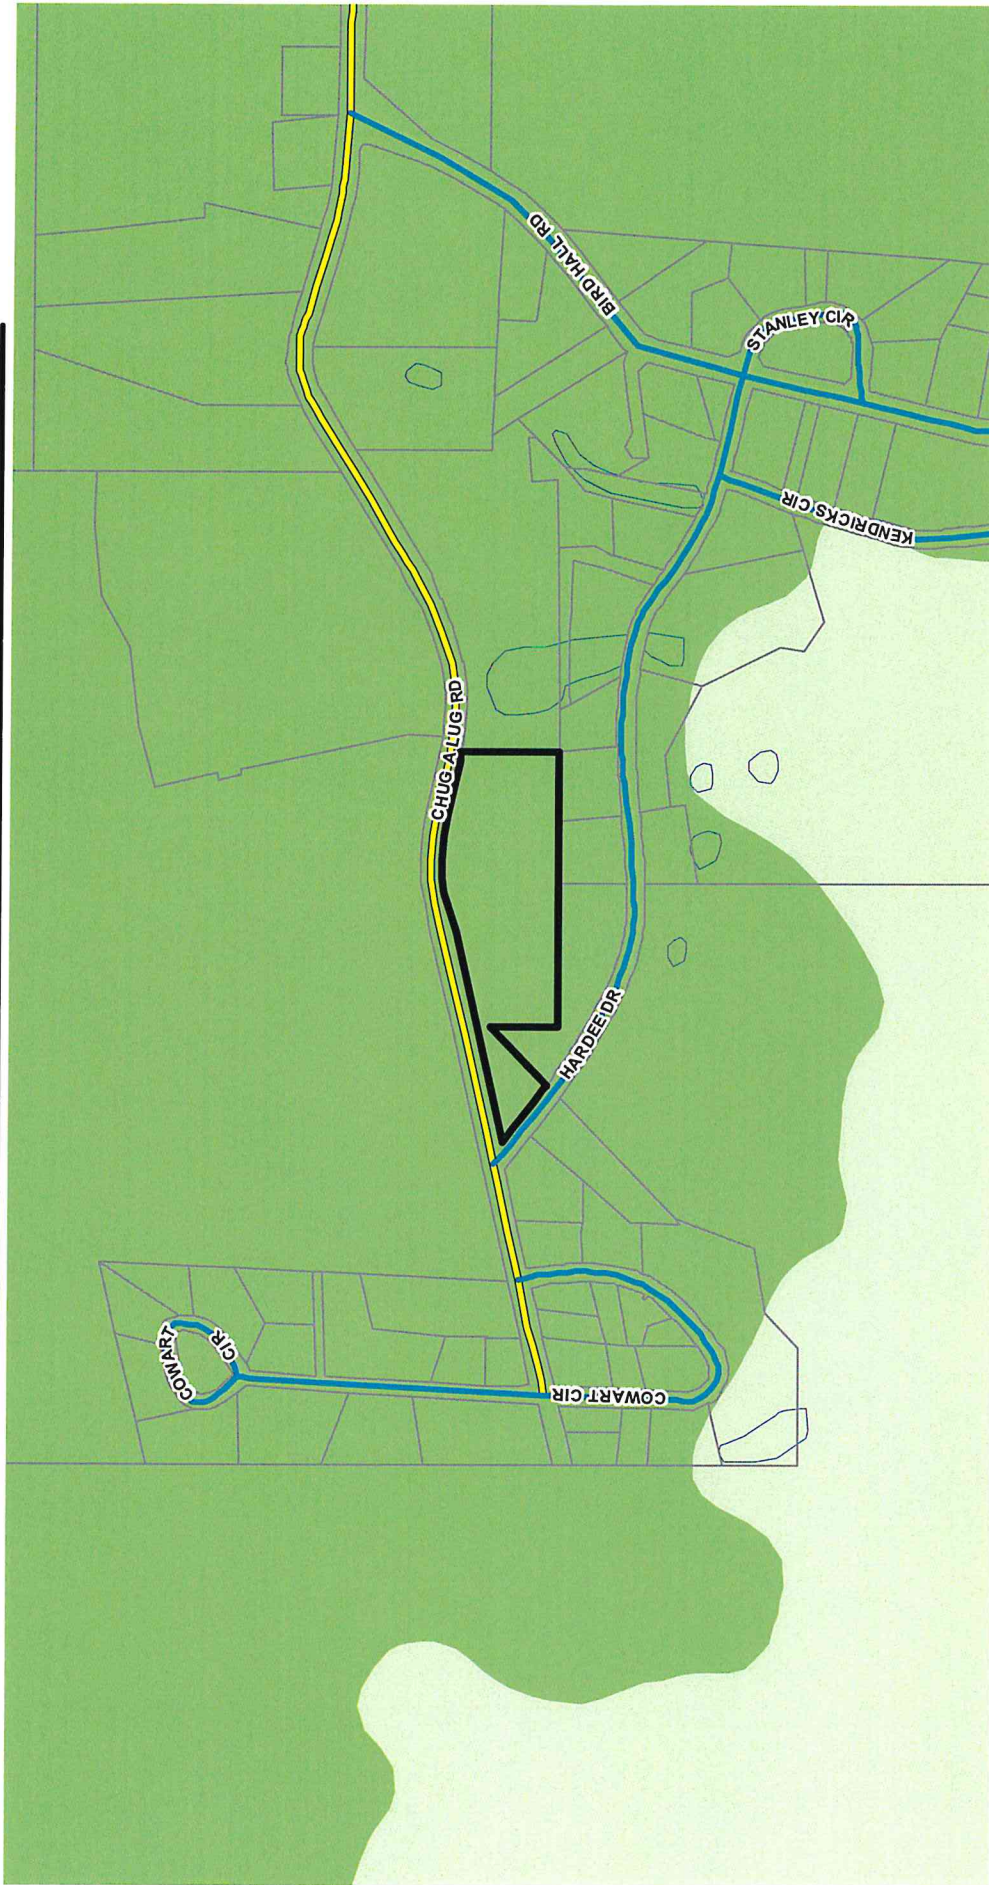 BIRD HALL RD
STANLEY CIR
KENDRICKS CIR
CHUG A LUG RD
HARDEE DR
COWART
CIR
COWART CIR